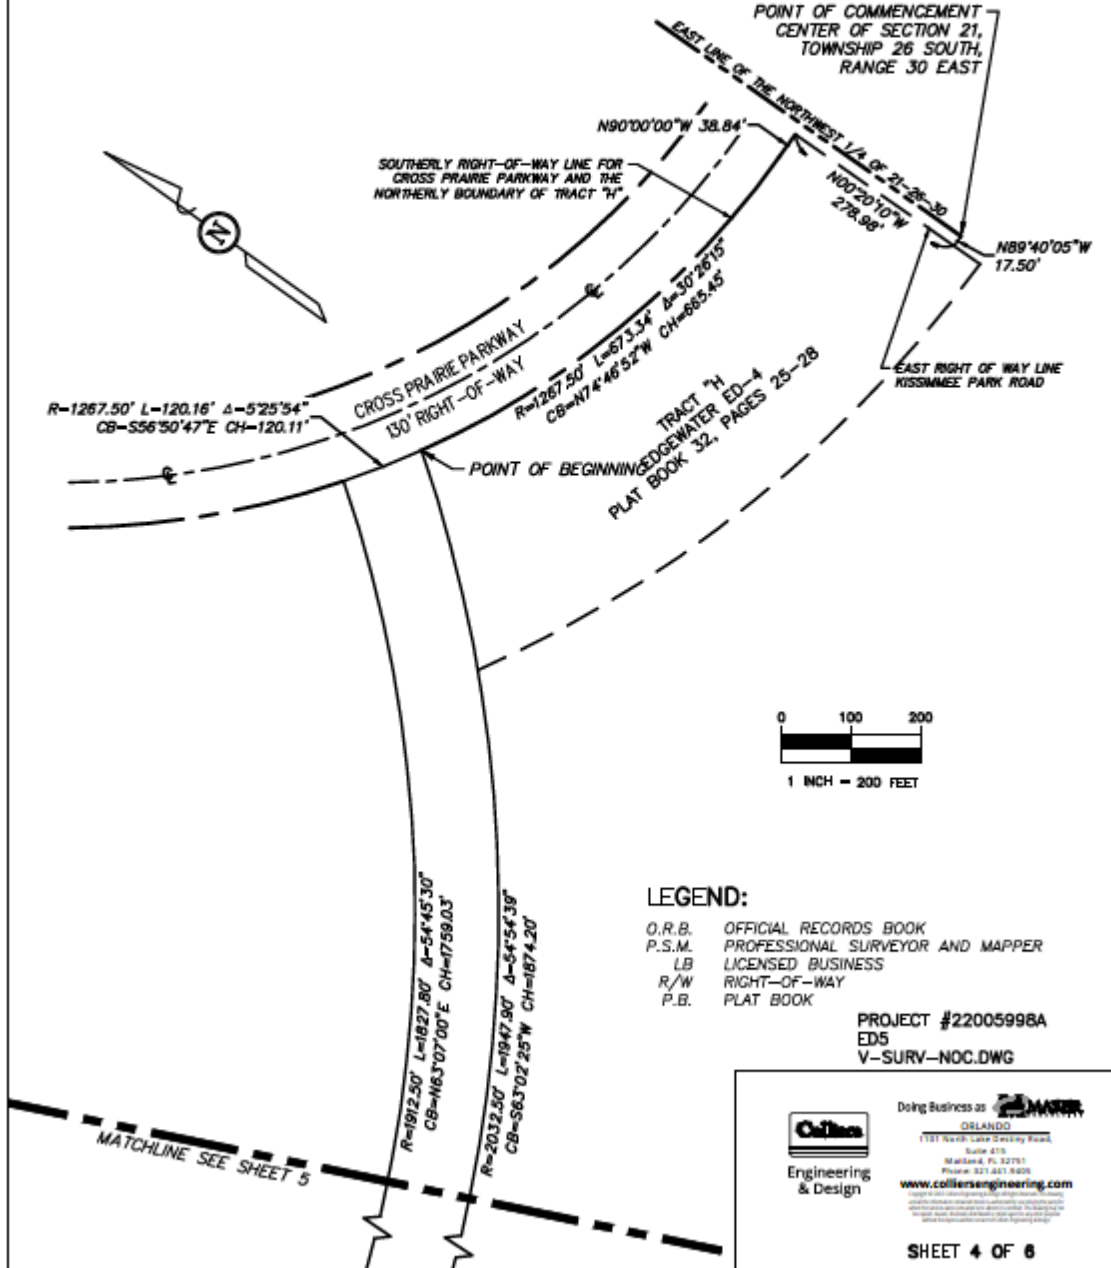 POINT OF COMMENCEMENT
CENTER OF SECTION 21,
TOWNSHIP 26 SOUTH,
RANGE 30 EAST
EAST LINE OF THE NORTHWEST 1/4 OF 21-26-30
N90°00'00"W 38.84'
SOUTHERLY RIGHT-OF-WAY LINE FOR
CROSS PRAIRIE PARKWAY AND THE
NORTHERLY BOUNDARY OF TRACT "H"
N00°20'10"W
278.98'
N
N89°40'05"W
17.50'
EAST RIGHT OF WAY LINE
KISSIMMEE PARK ROAD
CROSS PRAIRIE PARKWAY
130' RIGHT-OF-WAY
R=1267.50' L=673.34' Δ=30°26'15"
CB=N74°46'52"W CH=665.45'
R=1267.50' L=120.16' Δ=5°25'54"
CB=S56°50'47"E CH=120.11'
POINT OF BEGINNING
TRACT "H
EDGEWATER ED-4
PLAT BOOK 32, PAGES 25-28
0 100 200
1 INCH = 200 FEET
R=1912.50' L=1827.80' Δ=54°45'30"
CB=N63°07'00"E CH=1759.03'
R=2032.50' L=1947.90' Δ=54°54'39"
CB=S63°02'25"W CH=1874.20'
LEGEND:
O.R.B. OFFICIAL RECORDS BOOK
P.S.M. PROFESSIONAL SURVEYOR AND MAPPER
LB LICENSED BUSINESS
R/W RIGHT-OF-WAY
P.B. PLAT BOOK
PROJECT #22005998A
ED5
V-SURV-NOC.DWG
MATCHLINE SEE SHEET 5
Colliers
Engineering
& Design
Doing Business as MASER
ORLANDO
1101 North Lake Destiny Road,
Suite 415
Maitland, FL 32751
Phone: 321.441.9405
www.colliersengineering.com
SHEET 4 OF 6